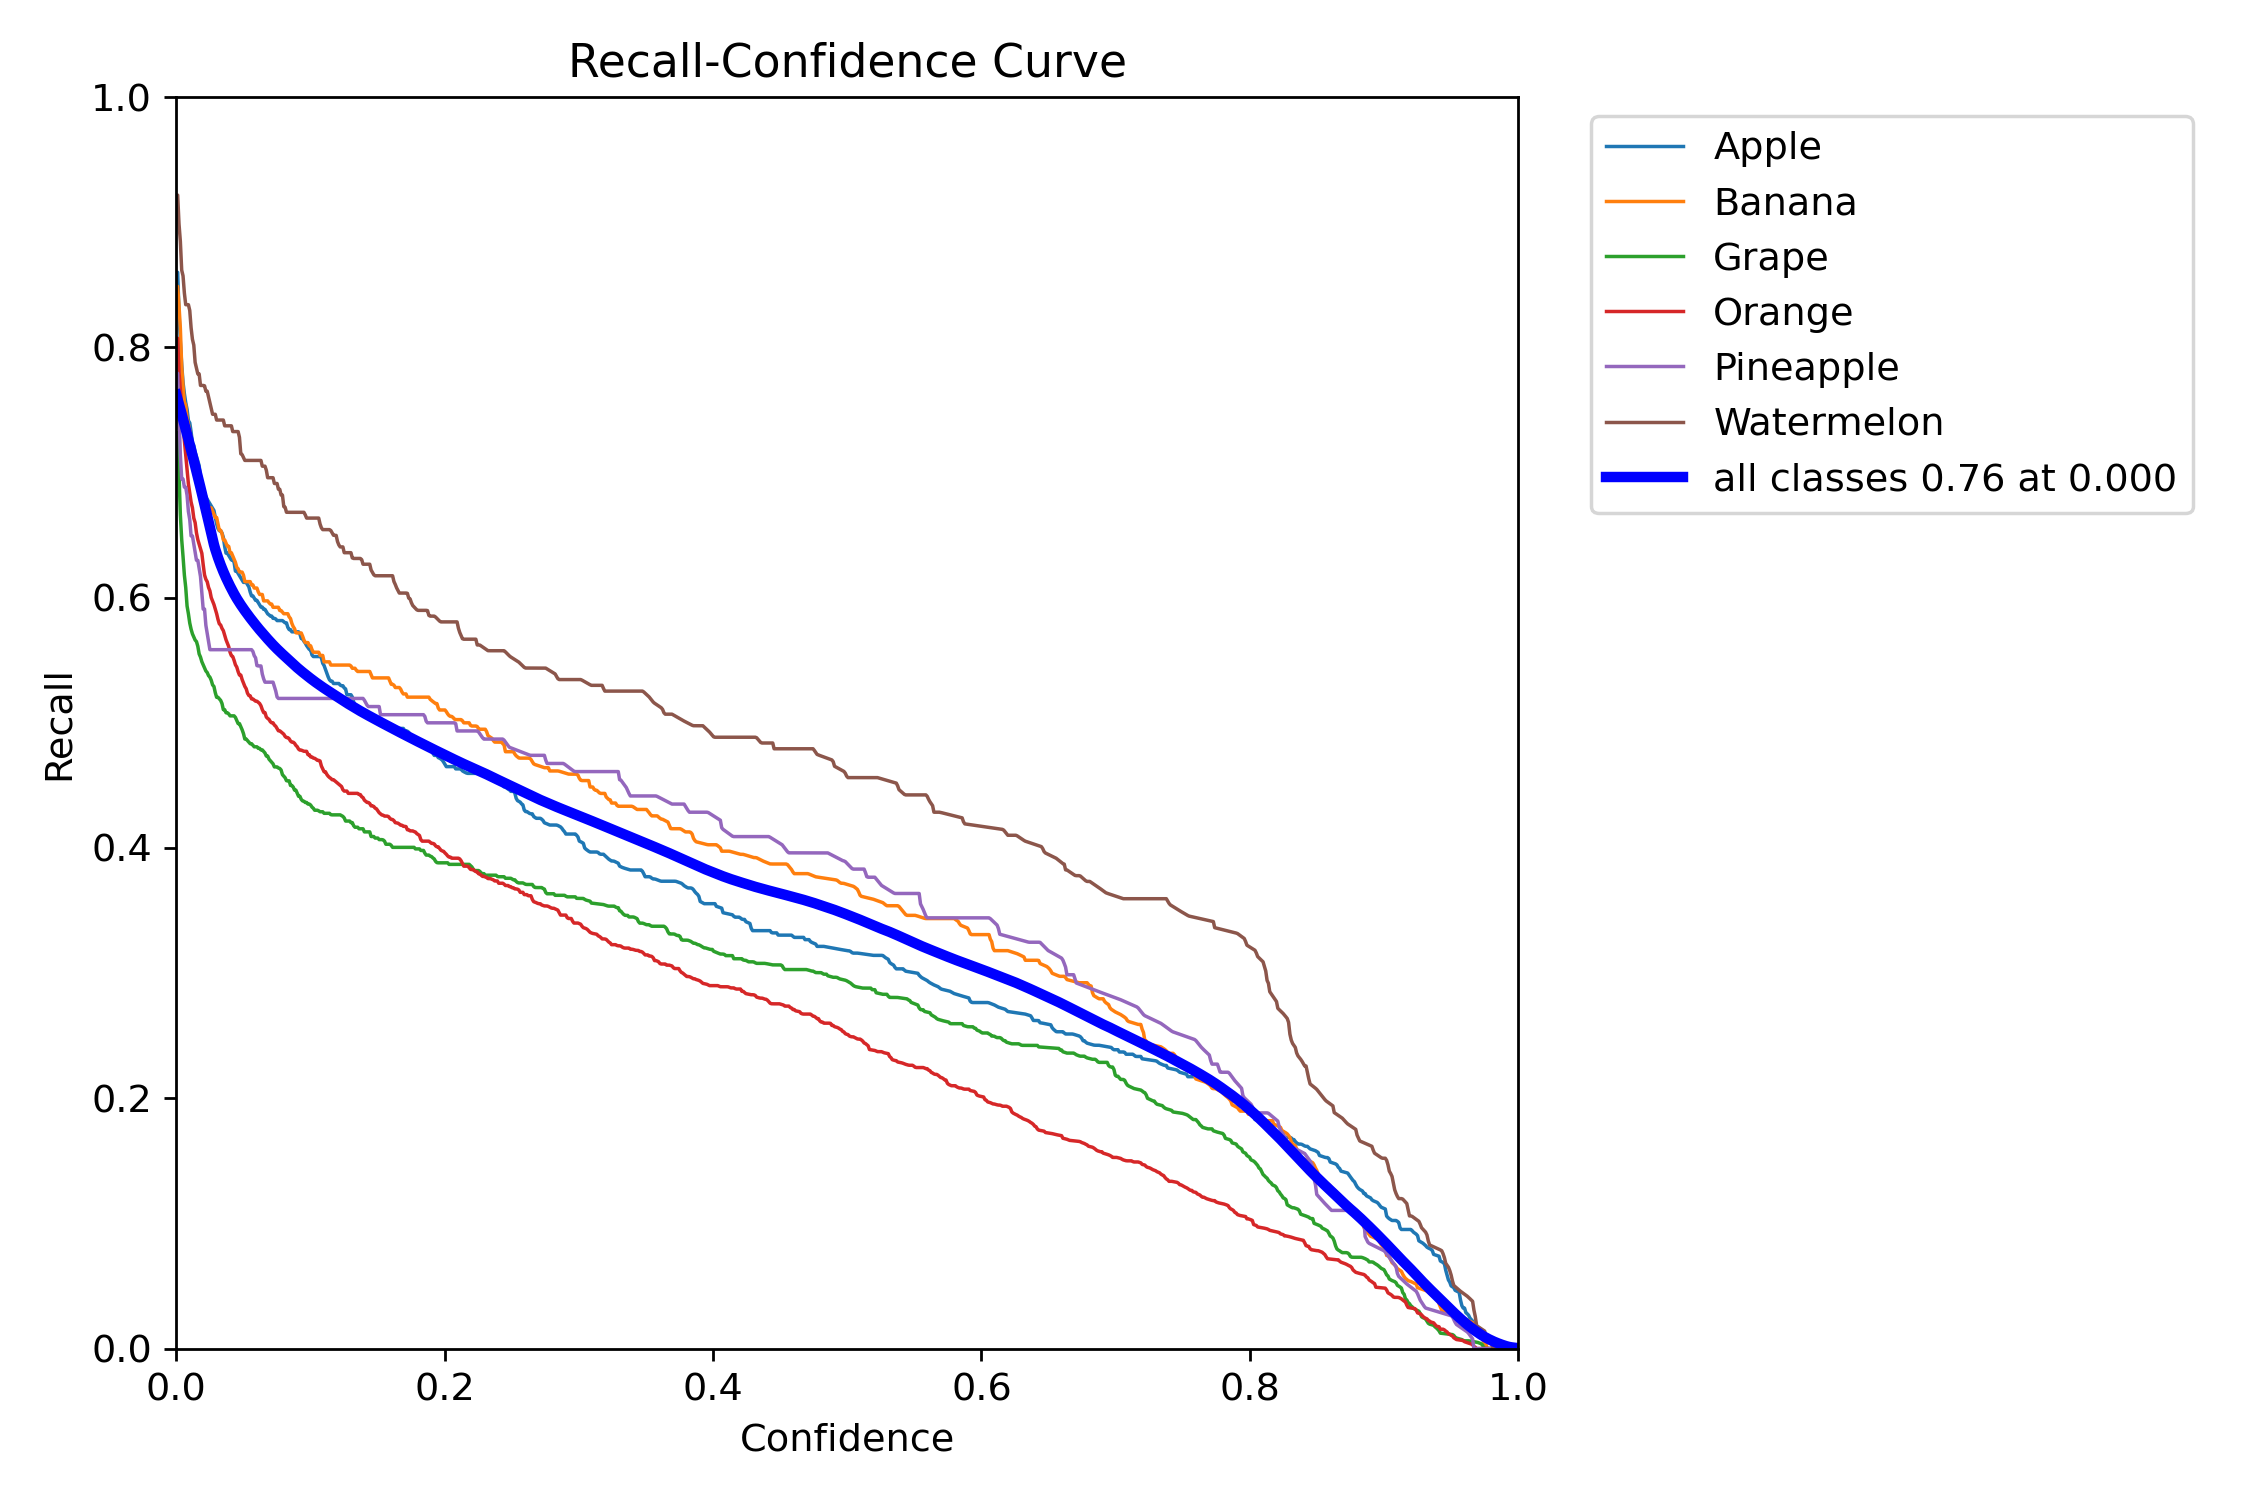 Recall-Confidence Curve
1.0
0.8
0.6
0.4
0.2
0.0
Recall
0.0 0.2 0.4 0.6 0.8 1.0
Confidence
Apple
Banana
Grape
Orange
Pineapple
Watermelon
all classes 0.76 at 0.000